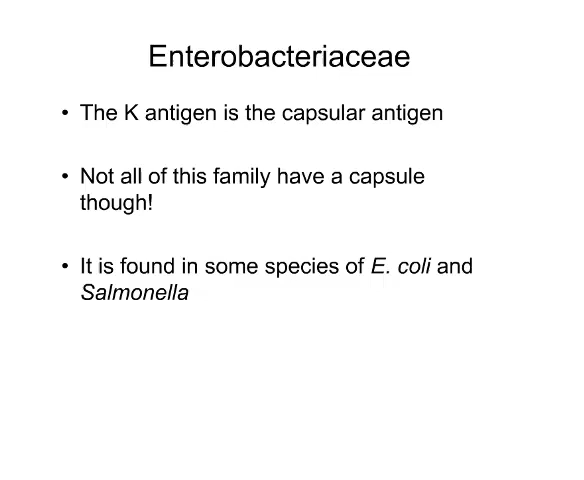 Enterobacteriaceae
• The K antigen is the capsular antigen
• Not all of this family have a capsule
though!
• It is found in some species of E. coli and
Salmonella